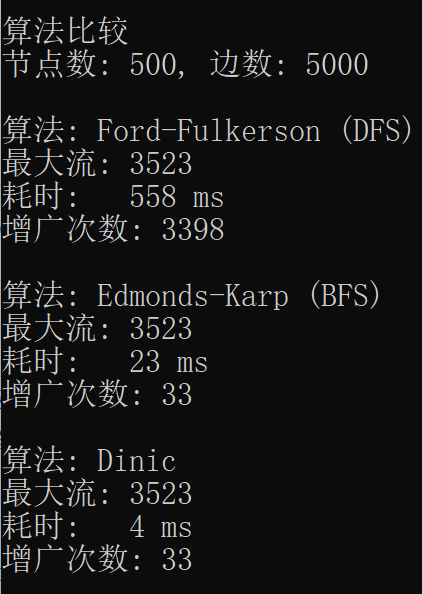 算法比较
节点数: 500, 边数: 5000
算法: Ford-Fulkerson (DFS)
最大流: 3523
耗时: 558 ms
增广次数: 3398
算法: Edmonds-Karp (BFS)
最大流: 3523
耗时: 23 ms
增广次数: 33
算法: Dinic
最大流: 3523
耗时: 4 ms
增广次数: 33